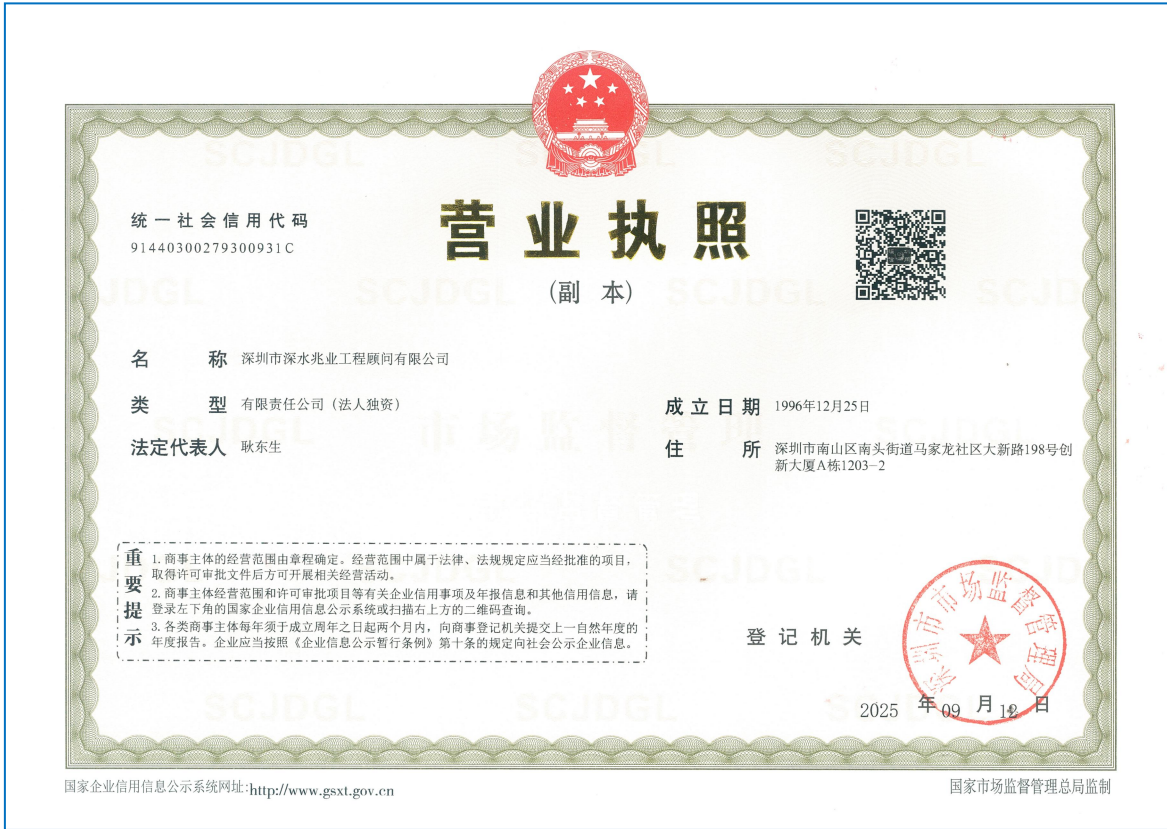 统一社会信用代码
91440300279300931C
营业执照
(副 本)
名 称 深圳市深水兆业工程顾问有限公司
类 型 有限责任公司（法人独资）
法定代表人 耿东生
成立日期 1996年12月25日
住 所 深圳市南山区南头街道马家龙社区大新路198号创
新大厦A栋1203-2
重要提示
1. 商事主体的经营范围由章程确定。经营范围中属于法律、法规规定应当经批准的项目，
取得许可审批文件后方可开展相关经营活动。
2. 商事主体经营范围和许可审批项目等有关企业信用事项及年报信息和其他信用信息，请
登录左下角的国家企业信用信息公示系统或扫描右上方的二维码查询。
3. 各类商事主体每年须于成立周年之日起两个月内，向商事登记机关提交上一自然年度的
年度报告。企业应当按照《企业信息公示暂行条例》第十条的规定向社会公示企业信息。
登记机关
深圳市市场监督管理局
2025 年 09 月 12 日
国家企业信用信息公示系统网址:http://www.gsxt.gov.cn
国家市场监督管理总局监制
SCJDGL
市场监督管理